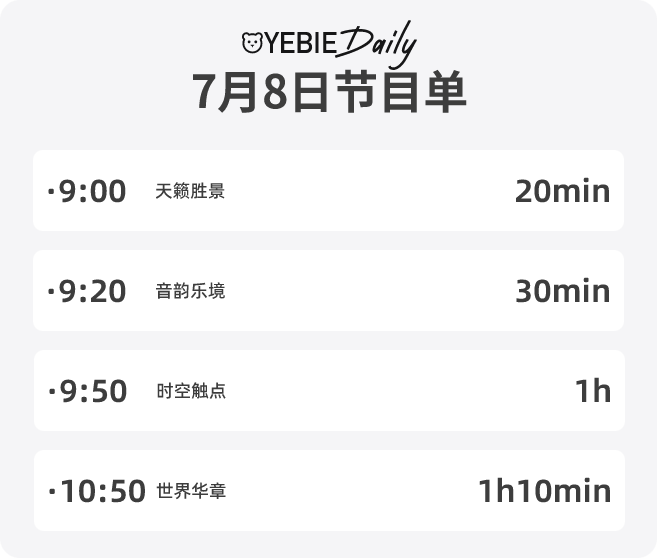 YEBIE Daily
7月8日节目单
·9:00 天籁胜景 20min
·9:20 音韵乐境 30min
·9:50 时空触点 1h
·10:50 世界华章 1h10min